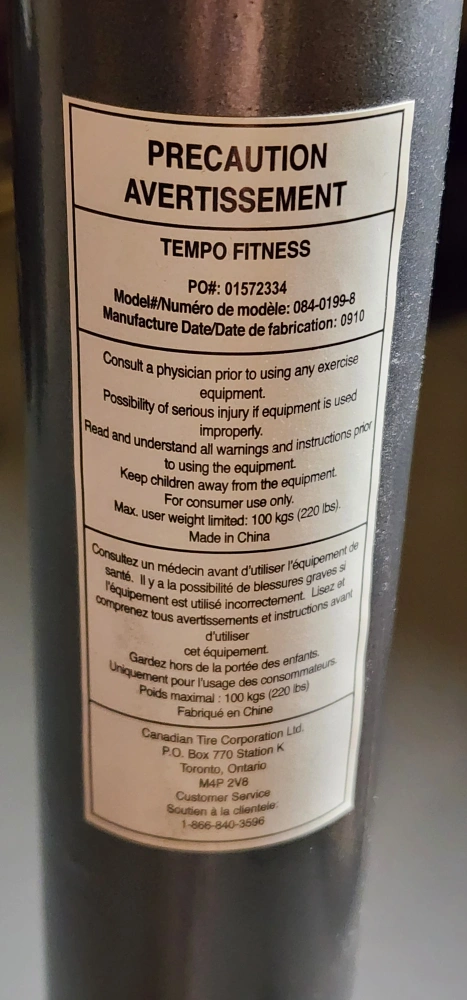 PRECAUTION
AVERTISSEMENT
TEMPO FITNESS
PO#: 01572334
Model#/Numéro de modèle: 084-0199-8
Manufacture Date/Date de fabrication: 0910
Consult a physician prior to using any exercise
equipment.
Possibility of serious injury if equipment is used
improperly.
Read and understand all warnings and instructions prior
to using the equipment.
Keep children away from the equipment.
For consumer use only.
Max. user weight limited: 100 kgs (220 lbs).
Made in China
Consultez un médecin avant d'utiliser l'équipement de
santé. Il y a la possibilité de blessures graves si
l'équipement est utilisé incorrectement. Lisez et
comprenez tous avertissements et instructions avant
d'utiliser
cet équipement.
Gardez hors de la portée des enfants.
Uniquement pour l'usage des consommateurs.
Poids maximal : 100 kgs (220 lbs)
Fabriqué en Chine
Canadian Tire Corporation Ltd.
P.O. Box 770 Station K
Toronto, Ontario
M4P 2V8
Customer Service
Soutien à la clientele:
1-866-840-3596